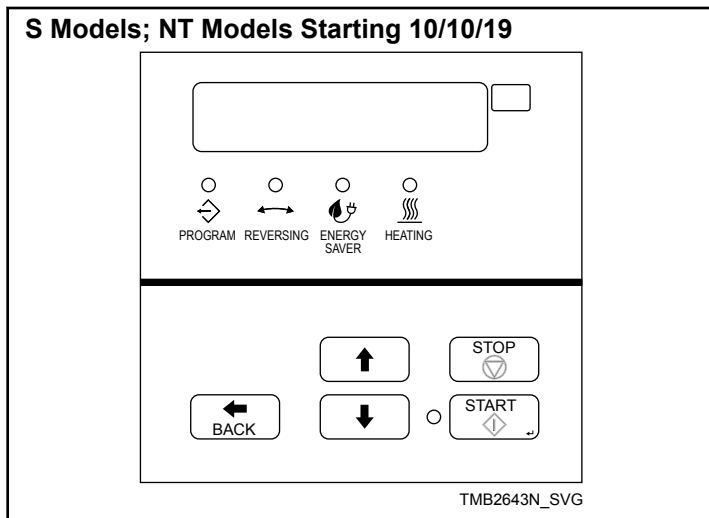 S Models; NT Models Starting 10/10/19
PROGRAM REVERSING ENERGY SAVER HEATING
STOP
BACK
START
TMB2643N_SVG